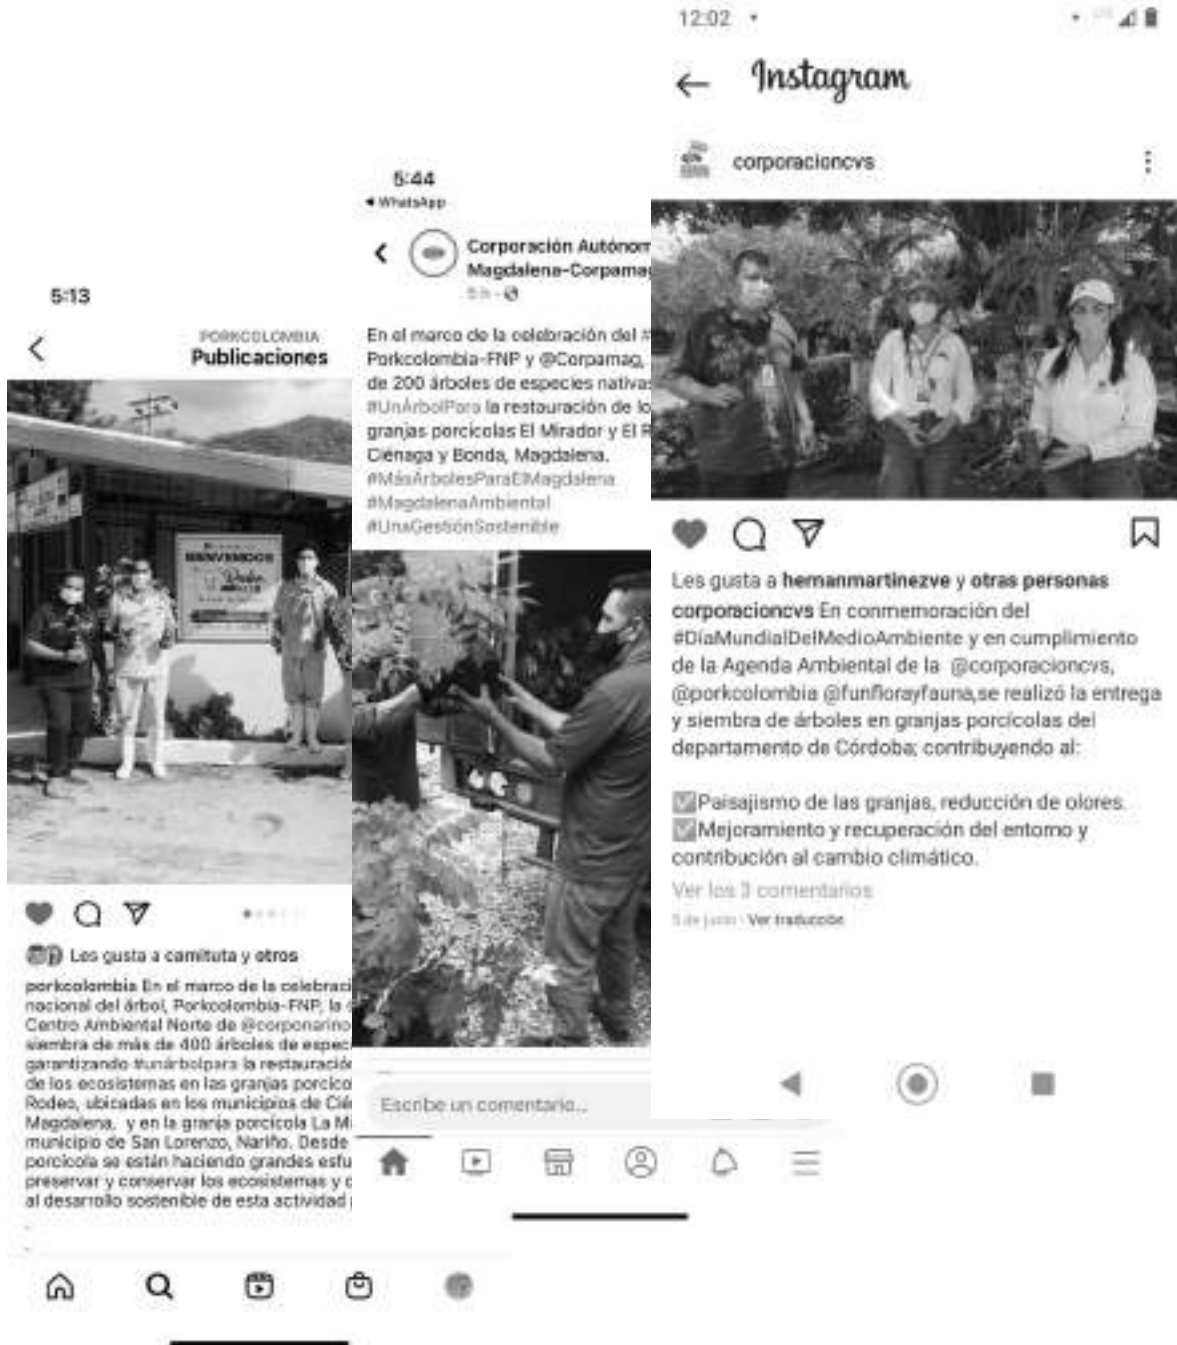 5:13
PORKCOLOMBIA
Publicaciones
BIENVENIDOS
Les gusta a camituta y otros
porkcolombia En el marco de la celebraci
nacional del árbol, Porkcolombia-FNP, la
Centro Ambiental Norte de @corponarino
siembra de más de 400 árboles de espec
garantizando #unárbolpara la restauració
de los ecosistemas en las granjas porcíco
Rodeo, ubicadas en los municipios de Cié
Magdalena, y en la granja porcícola La Mi
municipio de San Lorenzo, Nariño. Desde
porcícola se están haciendo grandes esfu
preservar y conservar los ecosistemas y c
al desarrollo sostenible de esta actividad
5:44
WhatsApp
Corporación Autónom
Magdalena-Corpamag
5 h
En el marco de la celebración del #
Porkcolombia-FNP y @Corpamag,
de 200 árboles de especies nativas
#UnÁrbolPara la restauración de lo
granjas porcícolas El Mirador y El R
Ciénaga y Bonda, Magdalena.
#MásÁrbolesParaElMagdalena
#MagdalenaAmbiental
#UnaGestiónSostenible
Escribe un comentario...
12:02
Instagram
corporacioncvs
Les gusta a hernanmartinezve y otras personas
corporacioncvs En conmemoración del
#DíaMundialDelMedioAmbiente y en cumplimiento
de la Agenda Ambiental de la @corporacioncvs,
@porkcolombia @funflorayfauna,se realizó la entrega
y siembra de árboles en granjas porcícolas del
departamento de Córdoba; contribuyendo al:
☑Paisajismo de las granjas, reducción de olores.
☑Mejoramiento y recuperación del entorno y
contribución al cambio climático.
Ver los 3 comentarios
5 de junio · Ver traducción